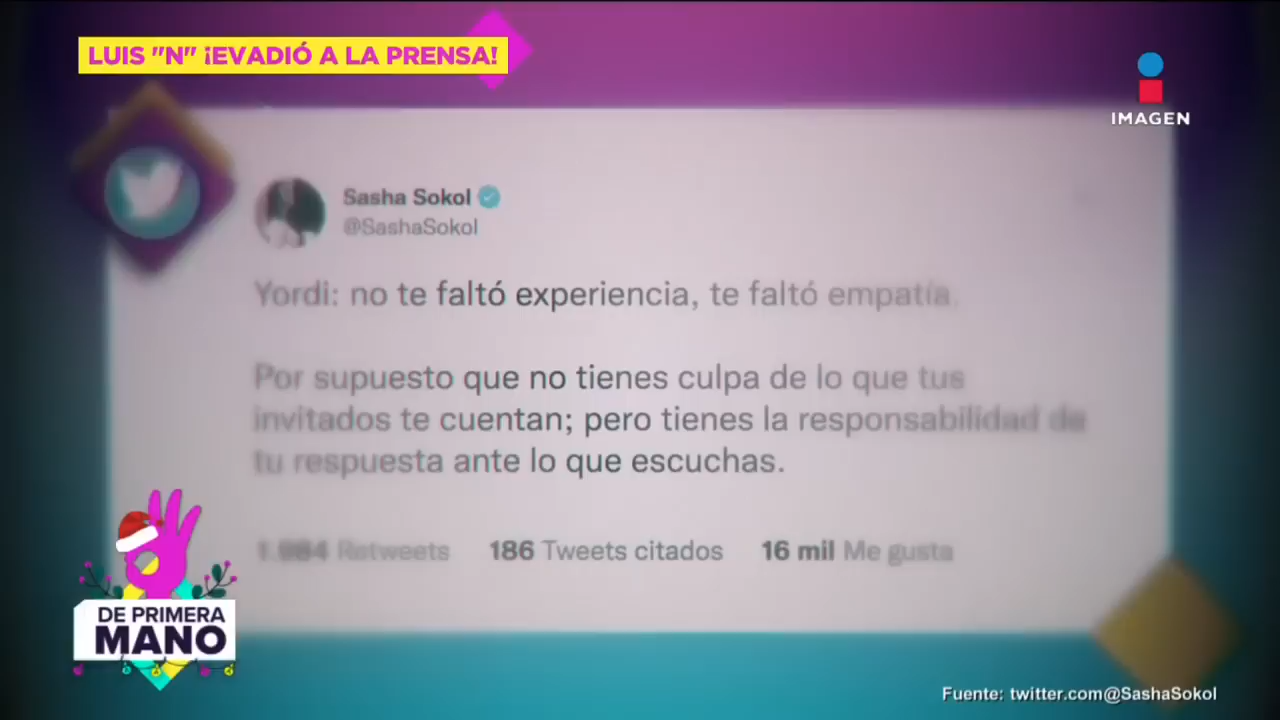 LUIS "N" ¡EVADIÓ A LA PRENSA!
IMAGEN
Sasha Sokol
@SashaSokol
Yordi: no te faltó experiencia, te faltó empatía.
Por supuesto que no tienes culpa de lo que tus
invitados te cuentan; pero tienes la responsabilidad de
tu respuesta ante lo que escuchas.
Retweets 186 Tweets citados 16 mil Me gusta
DE PRIMERA
MANO
Fuente: twitter.com@SashaSokol